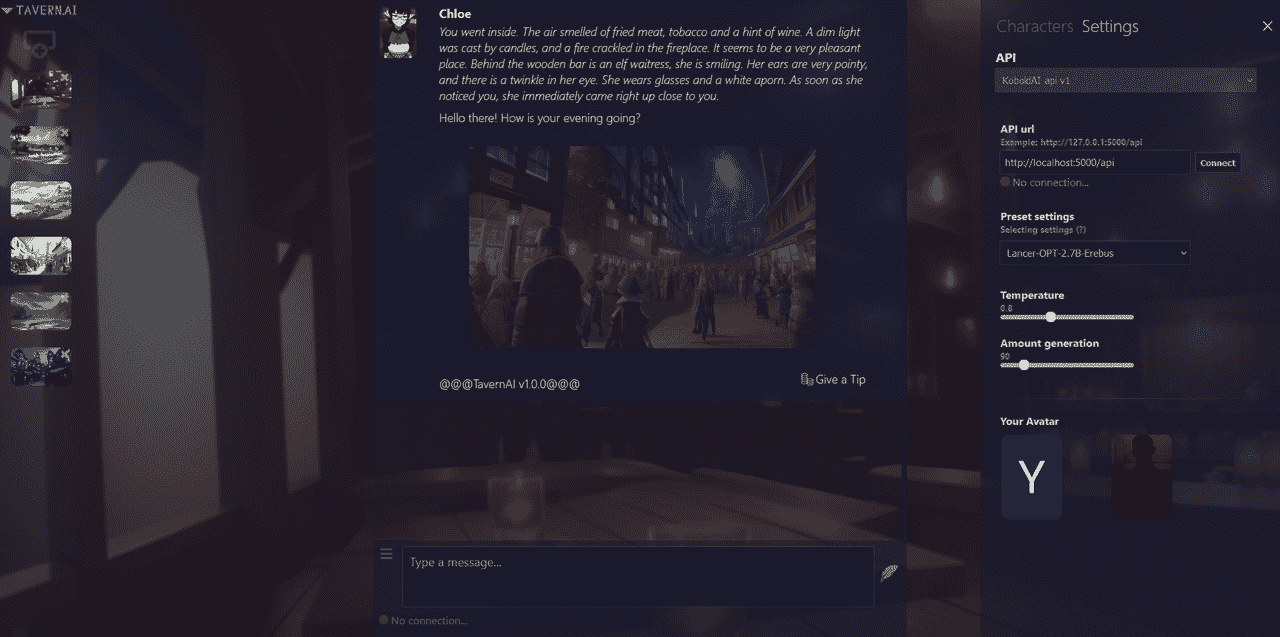 TAVERN.AI
Chloe
You went inside. The air smelled of fried meat, tobacco and a hint of wine. A dim light
was cast by candles, and a fire crackled in the fireplace. It seems to be a very pleasant
place. Behind the wooden bar is an elf waitress, she is smiling. Her ears are very pointy,
and there is a twinkle in her eye. She wears glasses and a white aporn. As soon as she
noticed you, she immediately came right up close to you.
Hello there! How is your evening going?
@@@TavernAI v1.0.0@@@
Give a Tip
Type a message...
No connection...
Characters Settings
API
KoboldAI api v1
API url
Example: http://127.0.0.1:5000/api
http://localhost:5000/api
Connect
No connection...
Preset settings
Selecting settings (?)
Lancer-OPT-2.7B-Erebus
Temperature
0.8
Amount generation
90
Your Avatar
Y